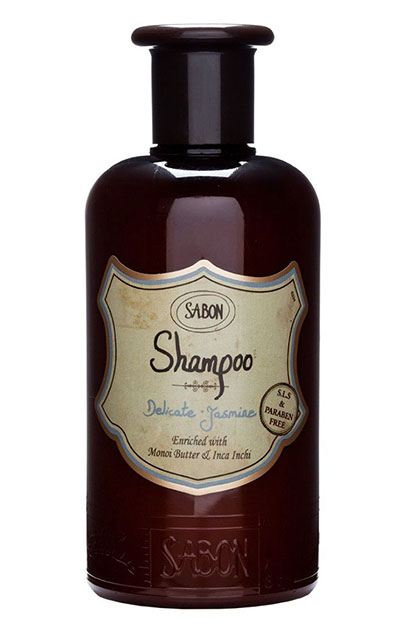 SABON
Shampoo
Delicate Jasmine
S.L.S
&
PARABEN
FREE
Enriched with
Monoi Butter & Inca Inchi
SABON